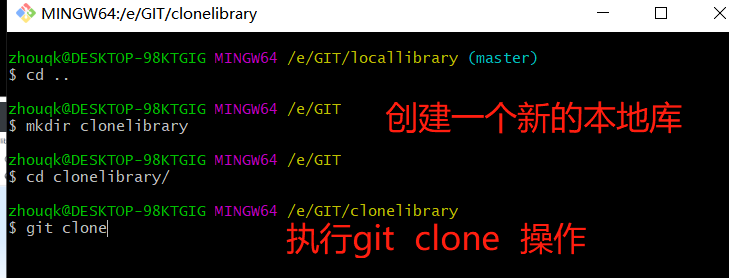 MINGW64:/e/GIT/clonelibrary
zhouqk@DESKTOP-98KTGIG MINGW64 /e/GIT/locallibrary (master)
$ cd ..
zhouqk@DESKTOP-98KTGIG MINGW64 /e/GIT
$ mkdir clonelibrary
创建一个新的本地库
zhouqk@DESKTOP-98KTGIG MINGW64 /e/GIT
$ cd clonelibrary/
zhouqk@DESKTOP-98KTGIG MINGW64 /e/GIT/clonelibrary
$ git clone
执行git clone 操作